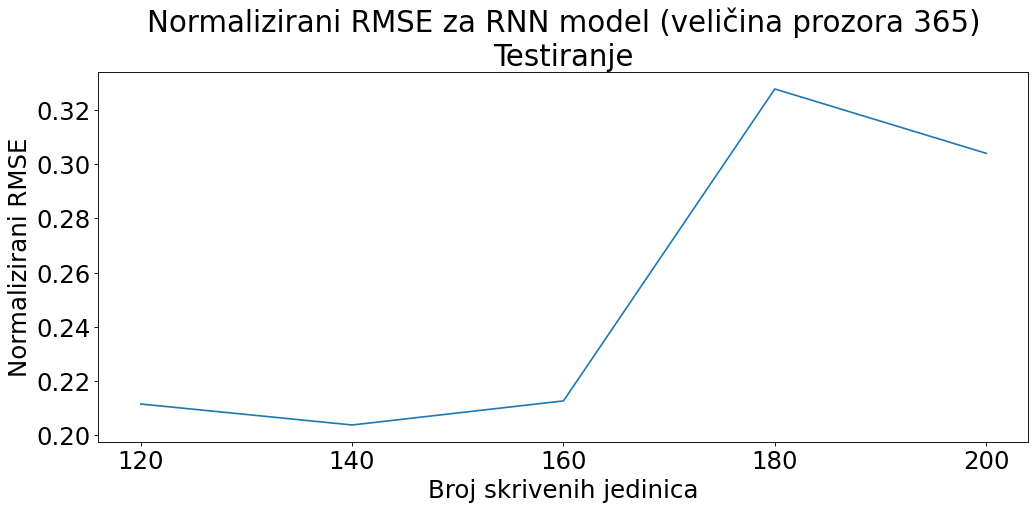 Normalizirani RMSE za RNN model (veličina prozora 365)
Testiranje
Normalizirani RMSE
0.32
0.30
0.28
0.26
0.24
0.22
0.20
120 140 160 180 200
Broj skrivenih jedinica